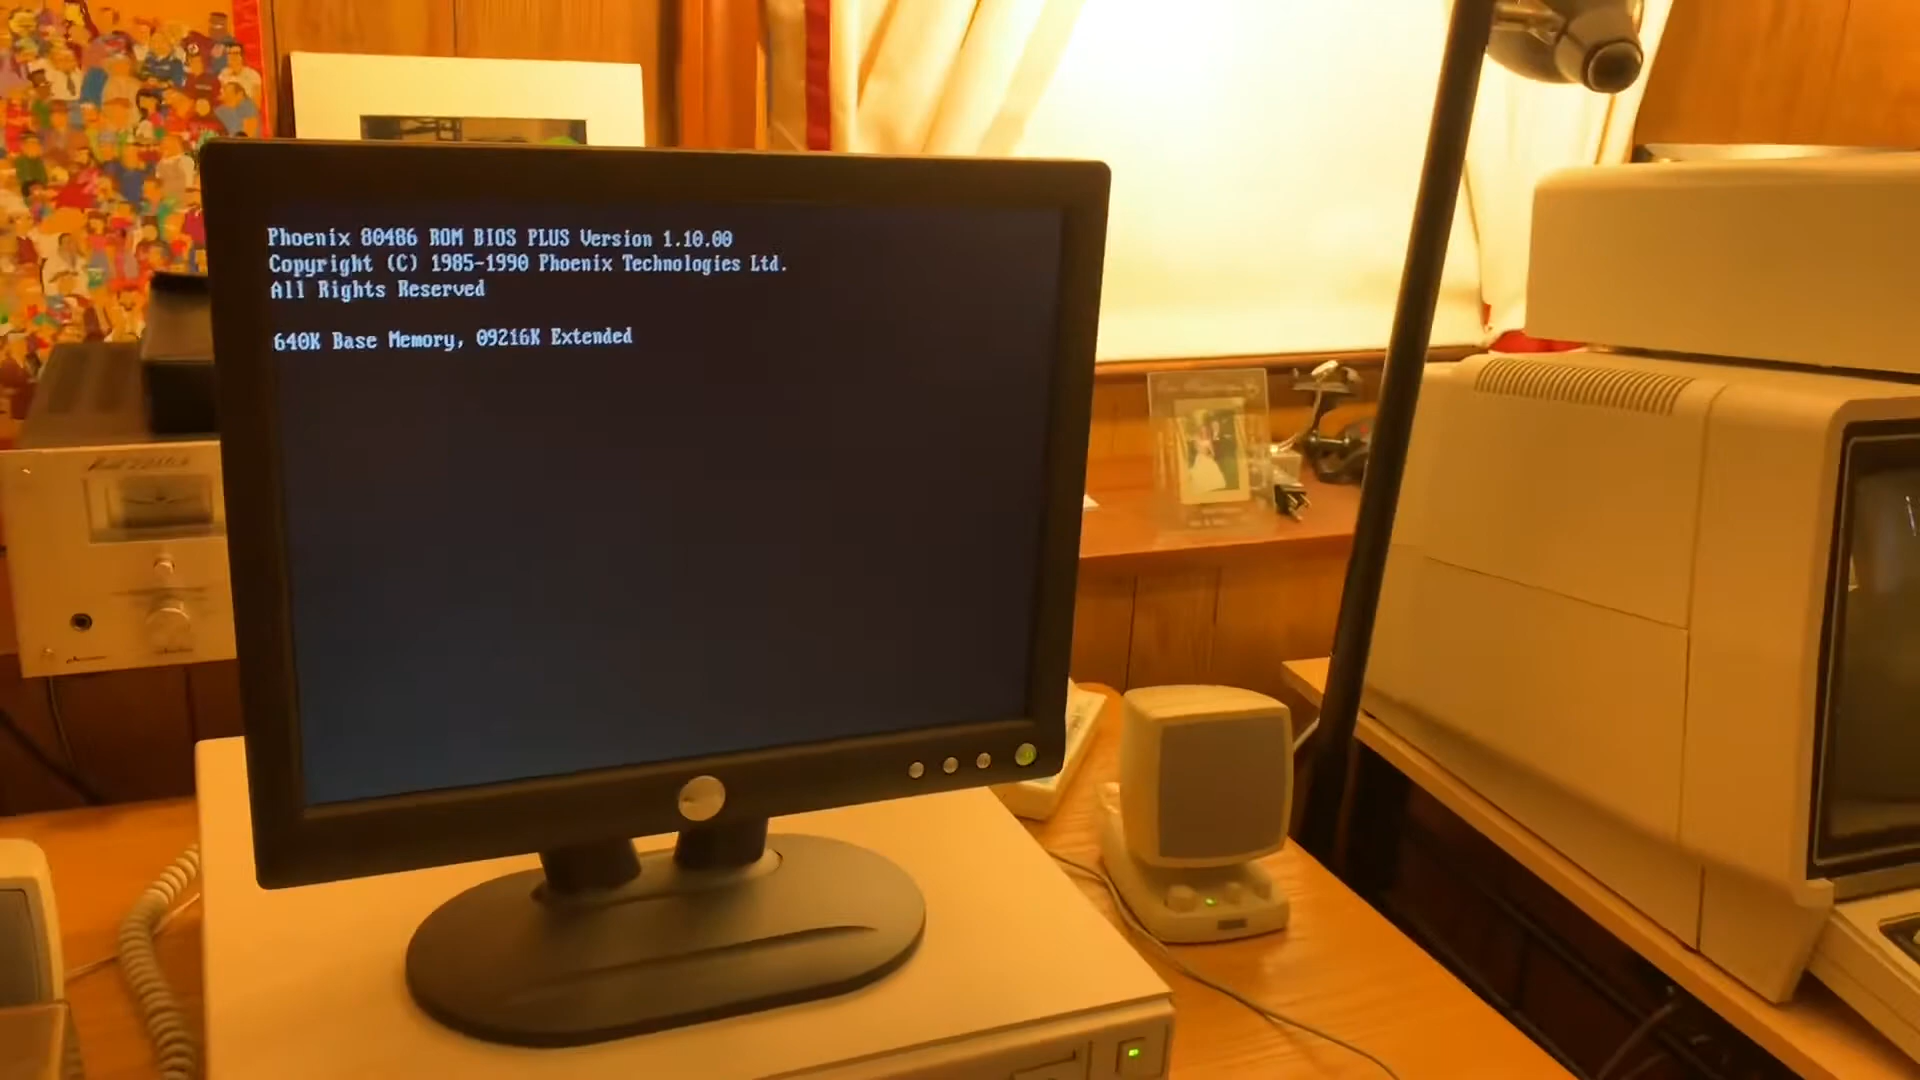 Phoenix 80486 ROM BIOS PLUS Version 1.10.00
Copyright (C) 1985-1990 Phoenix Technologies Ltd.
All Rights Reserved
640K Base Memory, 09216K Extended